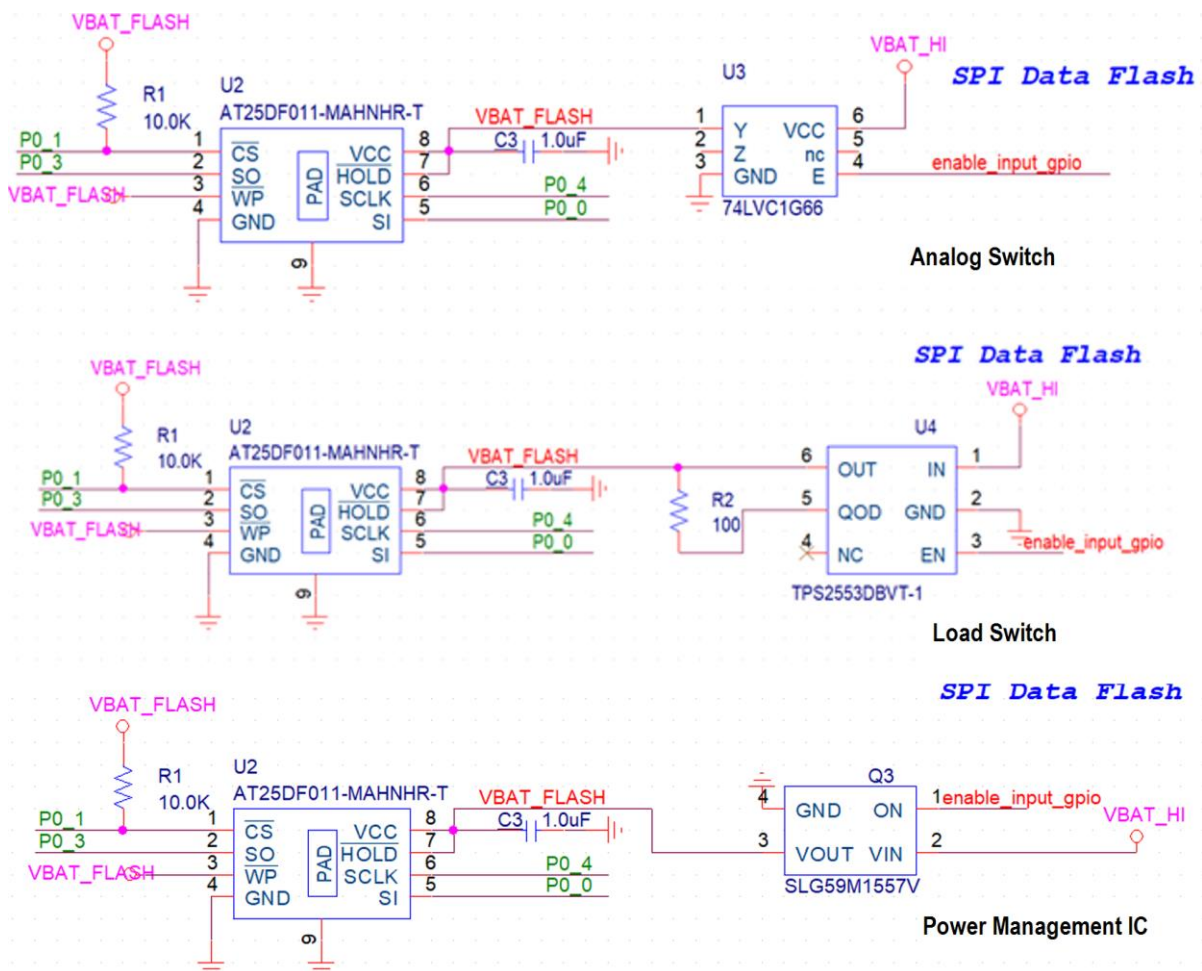 VBAT_FLASH
R1
10.0K
U2
AT25DF011-MAHNHR-T
P0_1
P0_3
VBAT_FLASH
1 CS
2 SO
3 WP
4 GND
PAD
9
VCC 8
HOLD 7
SCLK 6
SI 5
VBAT_FLASH
C3 1.0uF
P0_4
P0_0
U3
VBAT_HI
SPI Data Flash
1 Y VCC 6
2 Z nc 5
3 GND E 4
enable_input_gpio
74LVC1G66
Analog Switch
VBAT_FLASH
R1
10.0K
U2
AT25DF011-MAHNHR-T
P0_1
P0_3
VBAT_FLASH
1 CS
2 SO
3 WP
4 GND
PAD
9
VCC 8
HOLD 7
SCLK 6
SI 5
VBAT_FLASH
C3 1.0uF
P0_4
P0_0
SPI Data Flash
VBAT_HI
U4
R2
100
6 OUT IN 1
5 QOD GND 2
4 NC EN 3
enable_input_gpio
TPS2553DBVT-1
Load Switch
VBAT_FLASH
R1
10.0K
U2
AT25DF011-MAHNHR-T
P0_1
P0_3
VBAT_FLASH
1 CS
2 SO
3 WP
4 GND
PAD
9
VCC 8
HOLD 7
SCLK 6
SI 5
VBAT_FLASH
C3 1.0uF
P0_4
P0_0
SPI Data Flash
Q3
4 GND ON 1 enable_input_gpio
VBAT_HI
3 VOUT VIN 2
SLG59M1557V
Power Management IC